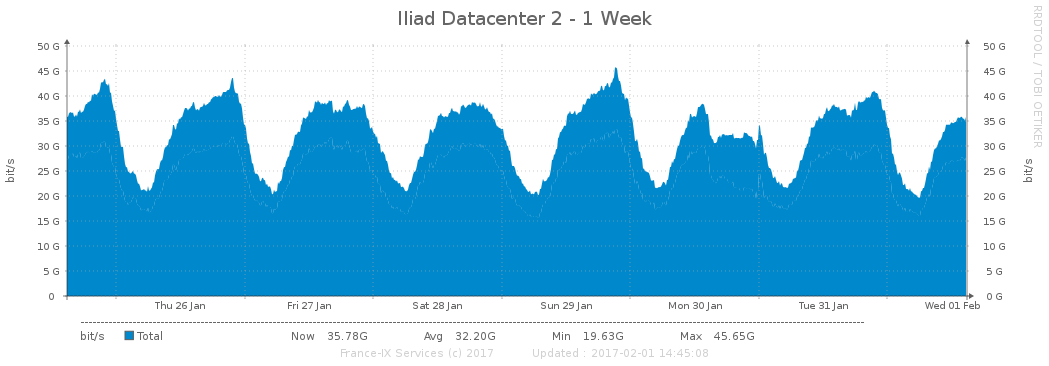 Iliad Datacenter 2 - 1 Week
RRDTOOL / TOBI OETIKER
bit/s
50 G
45 G
40 G
35 G
30 G
25 G
20 G
15 G
10 G
5 G
0
50 G
45 G
40 G
35 G
30 G
25 G
20 G
15 G
10 G
5 G
0 G
bit/s
Thu 26 Jan Fri 27 Jan Sat 28 Jan Sun 29 Jan Mon 30 Jan Tue 31 Jan Wed 01 Feb
bit/s Total Now 35.78G Avg 32.20G Min 19.63G Max 45.65G
France-IX Services (c) 2017 Updated : 2017-02-01 14:45:08